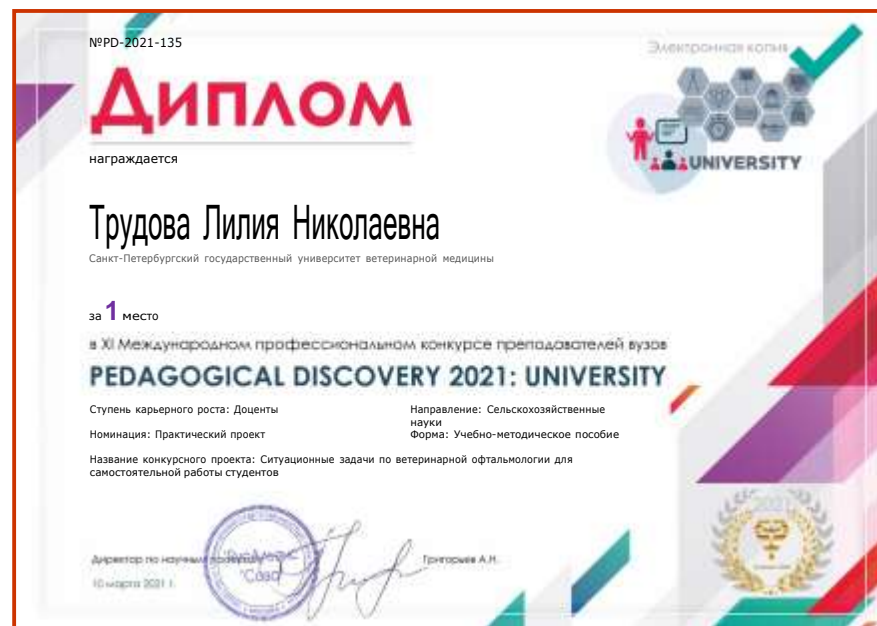 №PD-2021-135
Электронная копия
Диплом
награждается
UNIVERSITY
Трудова Лилия Николаевна
Санкт-Петербургский государственный университет ветеринарной медицины
за 1 место
в XI Международном профессиональном конкурсе преподавателей вузов
PEDAGOGICAL DISCOVERY 2021: UNIVERSITY
Ступень карьерного роста: Доценты
Направление: Сельскохозяйственные
науки
Номинация: Практический проект
Форма: Учебно-методическое пособие
Название конкурсного проекта: Ситуационные задачи по ветеринарной офтальмологии для
самостоятельной работы студентов
Директор по научным
Григорьев А.Н.
10 марта 2021 г.
2021